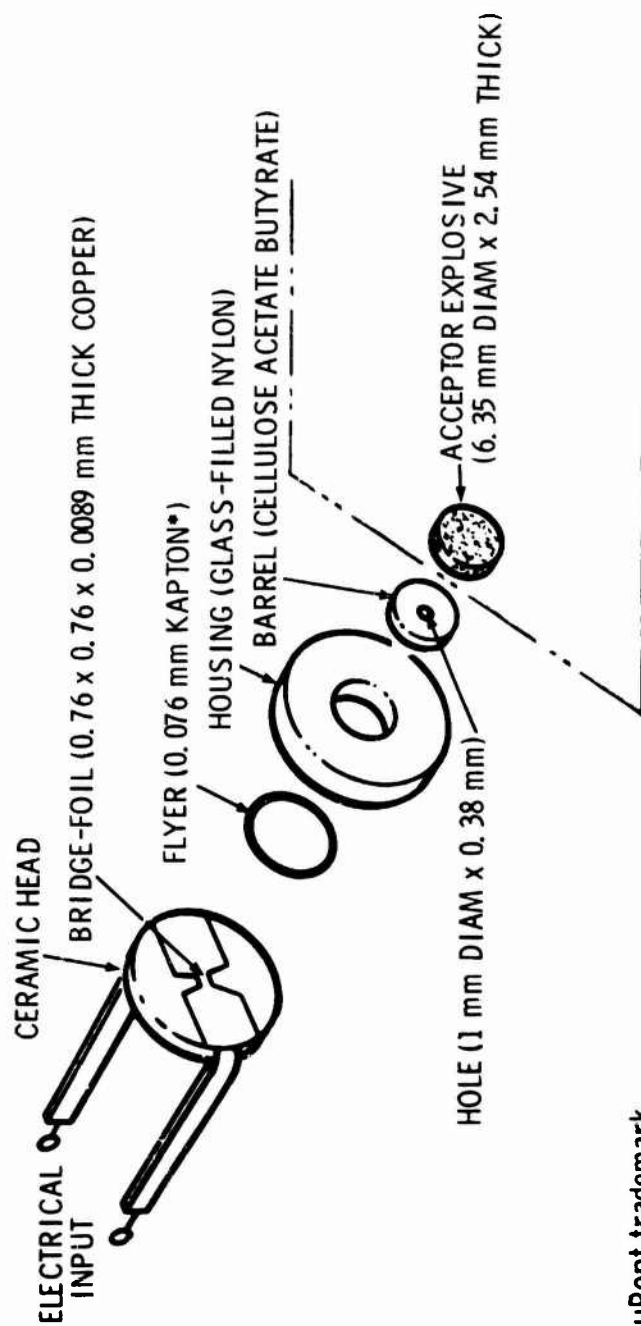 ELECTRICAL
INPUT
CERAMIC HEAD
BRIDGE-FOIL (0.76 x 0.76 x 0.0089 mm THICK COPPER)
FLYER (0.076 mm KAPTON*)
HOUSING (GLASS-FILLED NYLON)
BARREL (CELLULOSE ACETATE BUTYRATE)
ACCEPTOR EXPLOSIVE
(6.35 mm DIAM x 2.54 mm THICK)
HOLE (1 mm DIAM x 0.38 mm)
uPont trademark